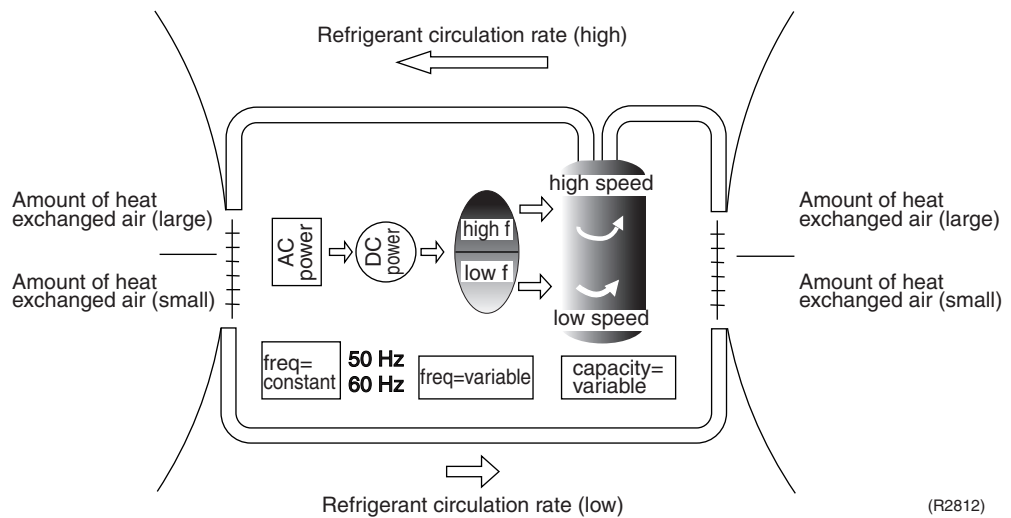 Refrigerant circulation rate (high)
Amount of heat
exchanged air (large)
Amount of heat
exchanged air (small)
AC
power
DC
power
high f
low f
high speed
low speed
Amount of heat
exchanged air (large)
Amount of heat
exchanged air (small)
freq=
constant
50 Hz
60 Hz
freq=variable
capacity=
variable
Refrigerant circulation rate (low)
(R2812)